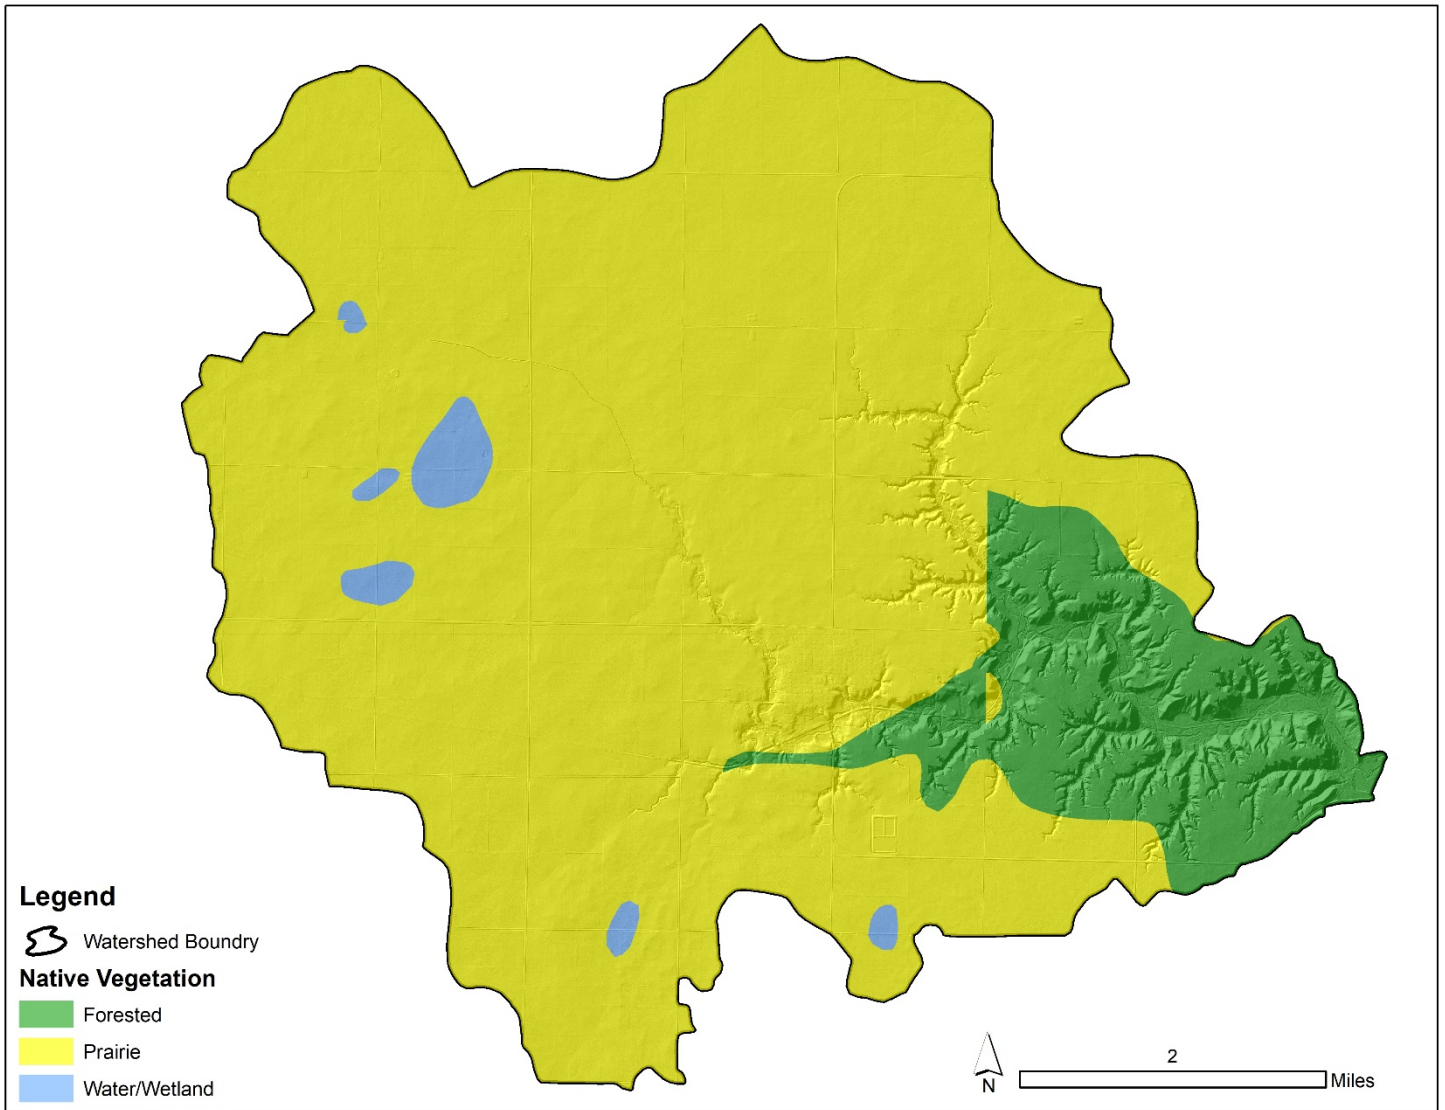 Legend
Watershed Boundry
Native Vegetation
Forested
Prairie
Water/Wetland
N
2
Miles